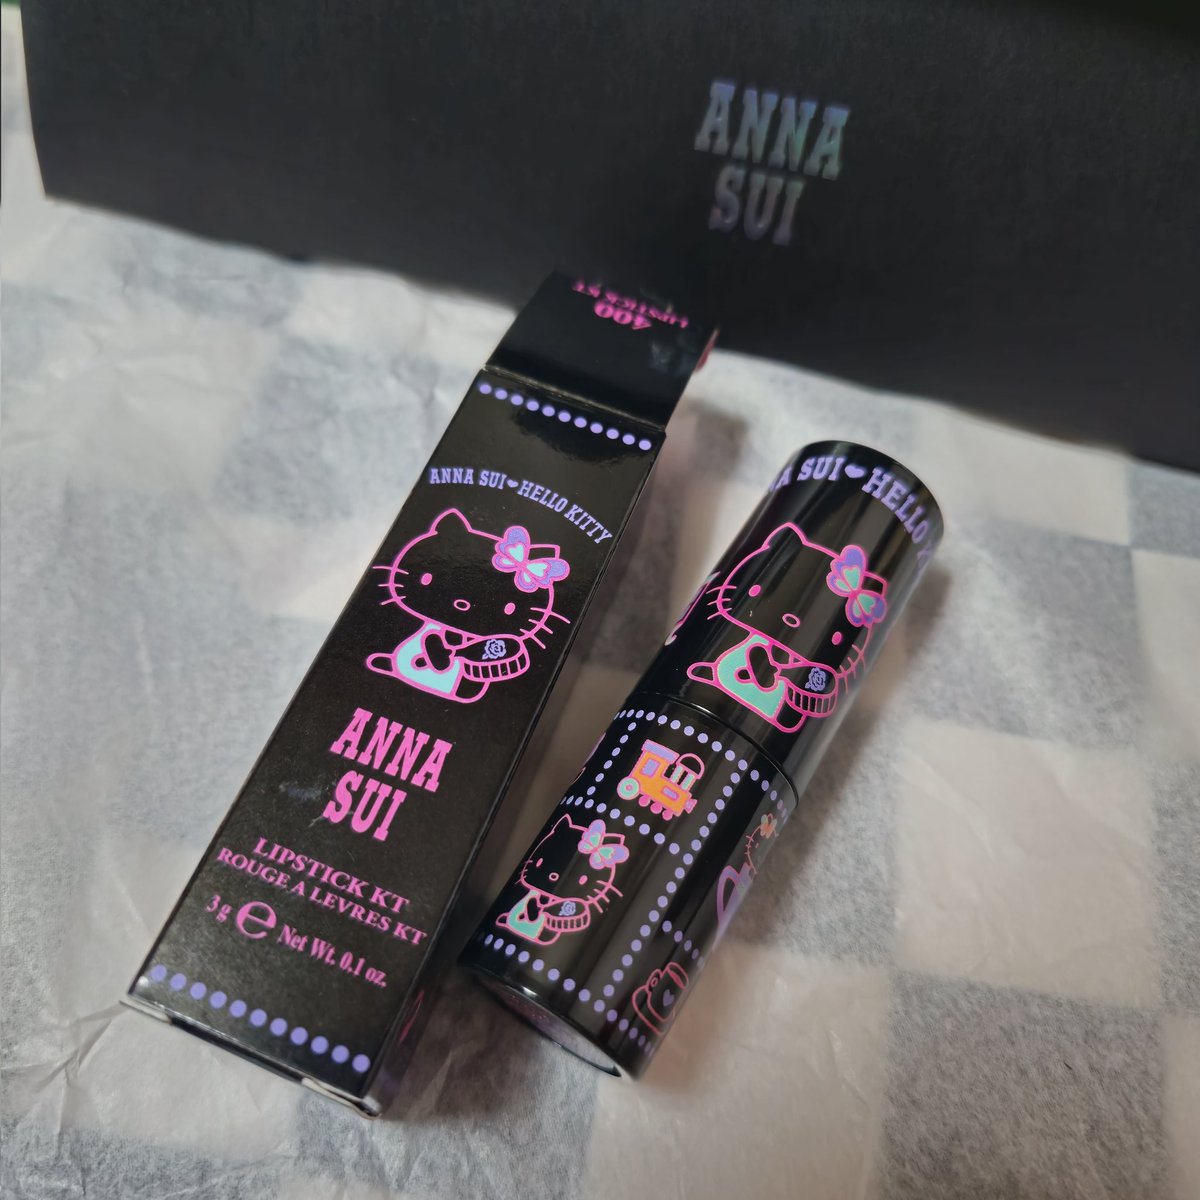 ANNA
SUI
400
LIPSTICK KT
ANNA SUI♥HELLO KITTY
ANNA
SUI
LIPSTICK KT
ROUGE A LEVRES KT
3 g ℮ Net Wt. 0.1 oz.
SUI♥HELLO